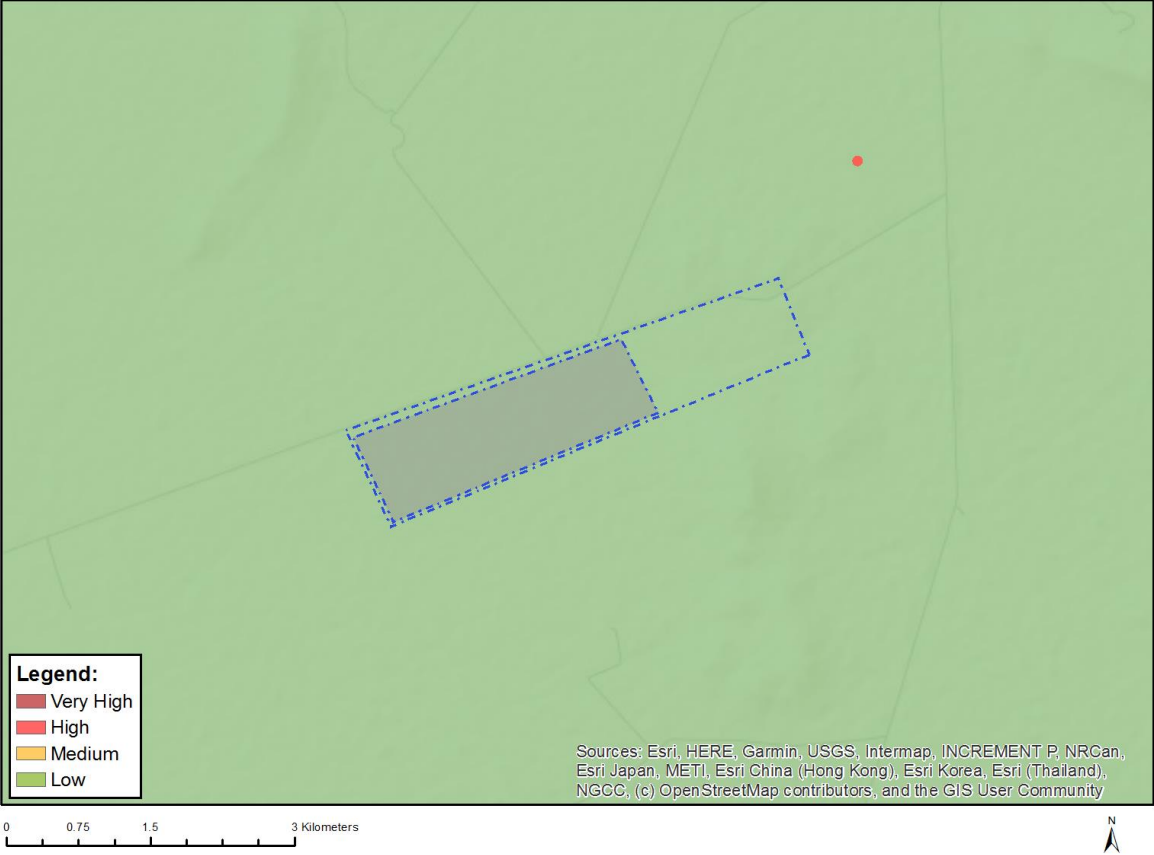 Legend:
Very High
High
Medium
Low
Sources: Esri, HERE, Garmin, USGS, Intermap, INCREMENT P, NRCan,
Esri Japan, METI, Esri China (Hong Kong), Esri Korea, Esri (Thailand),
NGCC, (c) OpenStreetMap contributors, and the GIS User Community
0 0.75 1.5 3 Kilometers
N